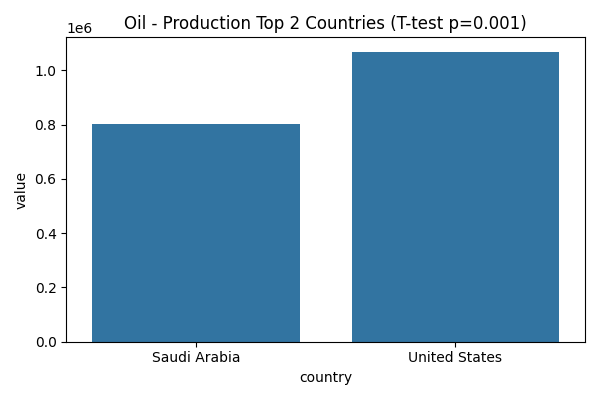 Oil - Production Top 2 Countries (T-test p=0.001)
1e6
1.0
0.8
0.6
0.4
0.2
0.0
value
Saudi Arabia
United States
country